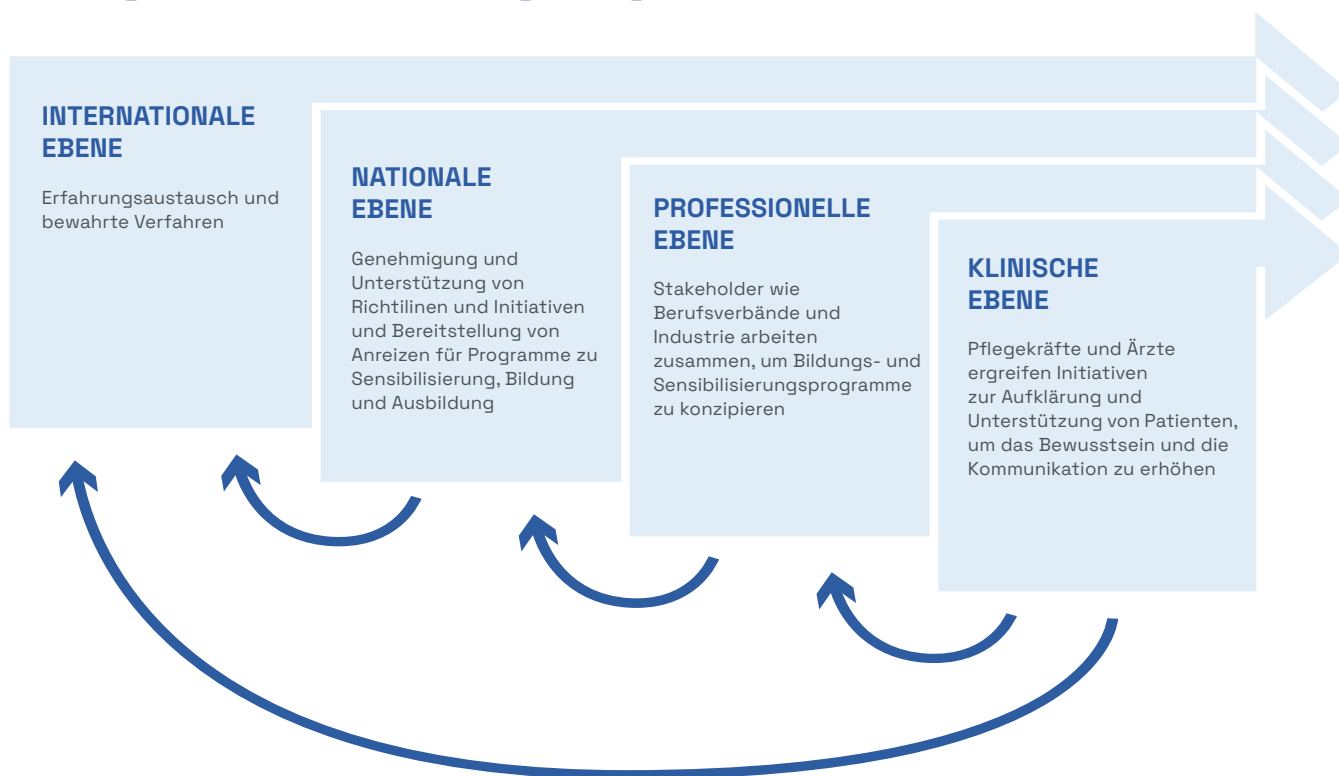 INTERNATIONALE
EBENE
Erfahrungsaustausch und
bewahrte Verfahren
NATIONALE
EBENE
Genehmigung und
Unterstützung von
Richtilinen und Initiativen
und Bereitstellung von
Anreizen für Programme zu
Sensibilisierung, Bildung
und Ausbildung
PROFESSIONELLE
EBENE
Stakeholder wie
Berufsverbände und
Industrie arbeiten
zusammen, um Bildungs- und
Sensibilisierungsprogramme
zu konzipieren
KLINISCHE
EBENE
Pflegekräfte und Ärzte
ergreifen Initiativen
zur Aufklärung und
Unterstützung von Patienten,
um das Bewusstsein und die
Kommunikation zu erhöhen